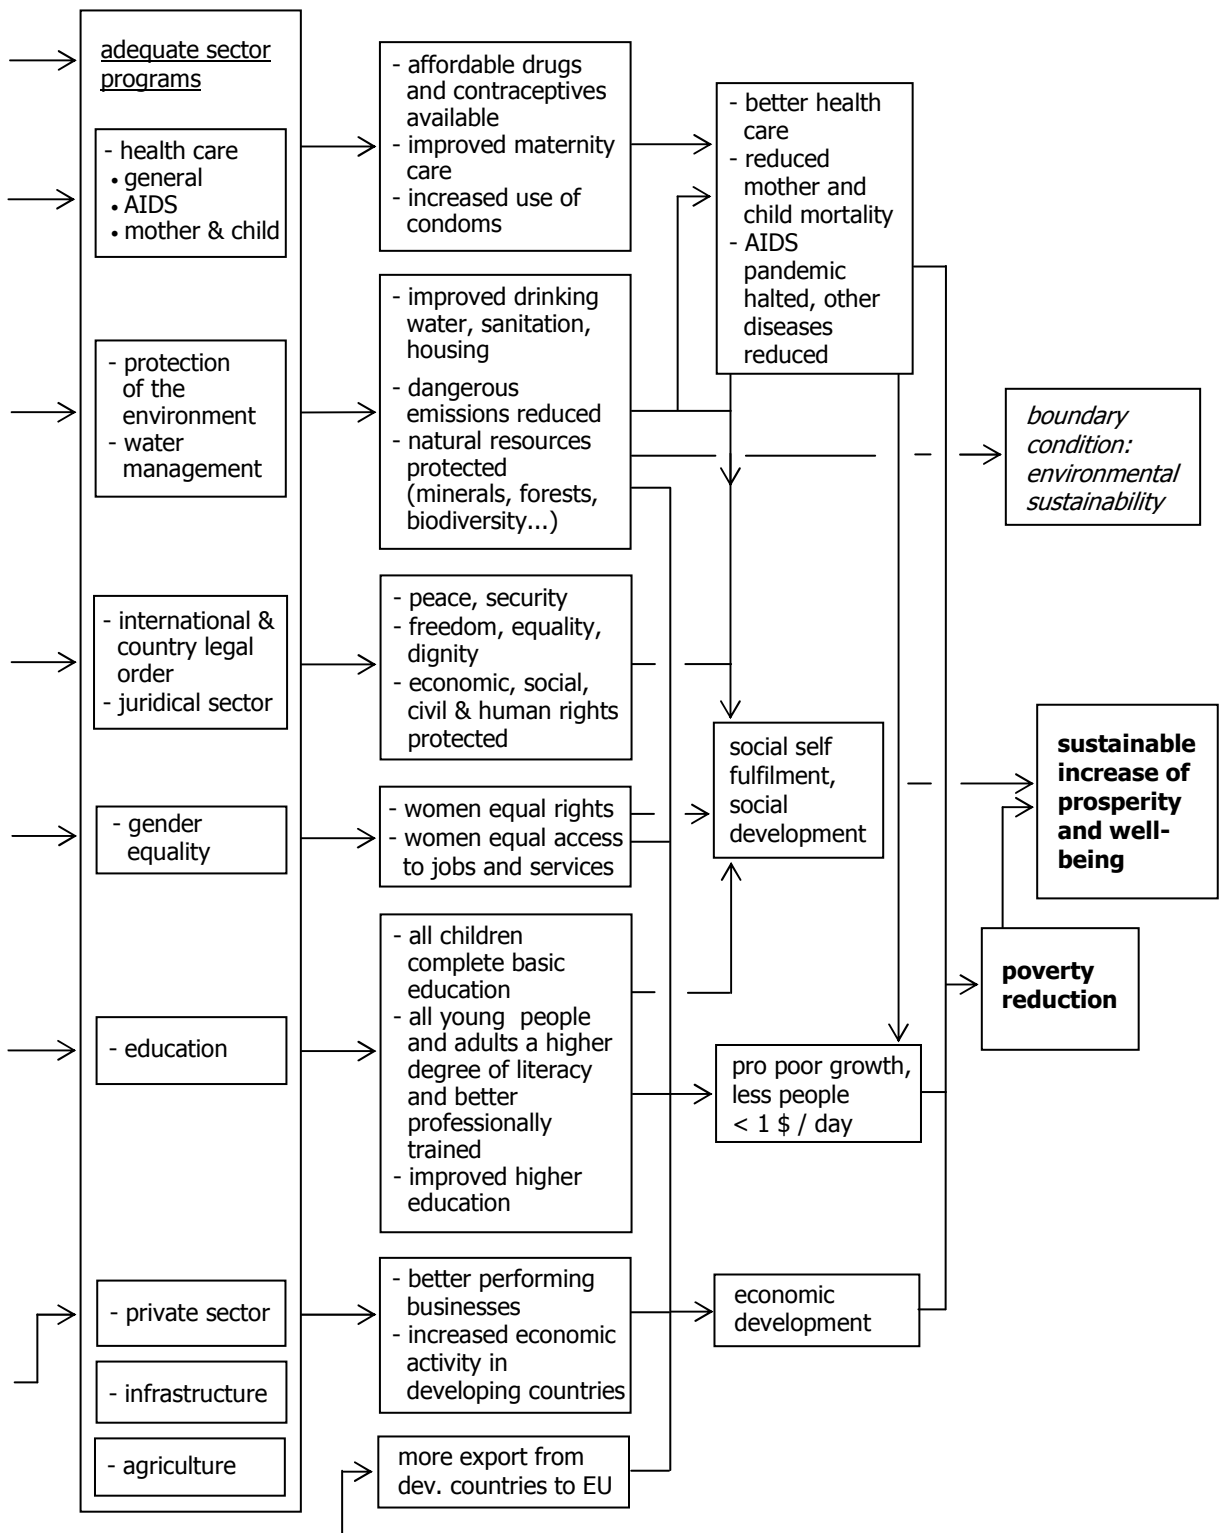 adequate sector
programs
- health care
• general
• AIDS
• mother & child
- protection
of the
environment
- water
management
- international &
country legal
order
- juridical sector
- gender
equality
- education
- private sector
- infrastructure
- agriculture
- affordable drugs
and contraceptives
available
- improved maternity
care
- increased use of
condoms
- improved drinking
water, sanitation,
housing
- dangerous
emissions reduced
- natural resources
protected
(minerals, forests,
biodiversity...)
- peace, security
- freedom, equality,
dignity
- economic, social,
civil & human rights
protected
- women equal rights
- women equal access
to jobs and services
- all children
complete basic
education
- all young people
and adults a higher
degree of literacy
and better
professionally
trained
- improved higher
education
- better performing
businesses
- increased economic
activity in
developing countries
more export from
dev. countries to EU
- better health
care
- reduced
mother and
child mortality
- AIDS
pandemic
halted, other
diseases
reduced
social self
fulfilment,
social
development
pro poor growth,
less people
< 1 $ / day
economic
development
boundary
condition:
environmental
sustainability
sustainable
increase of
prosperity
and well-
being
poverty
reduction